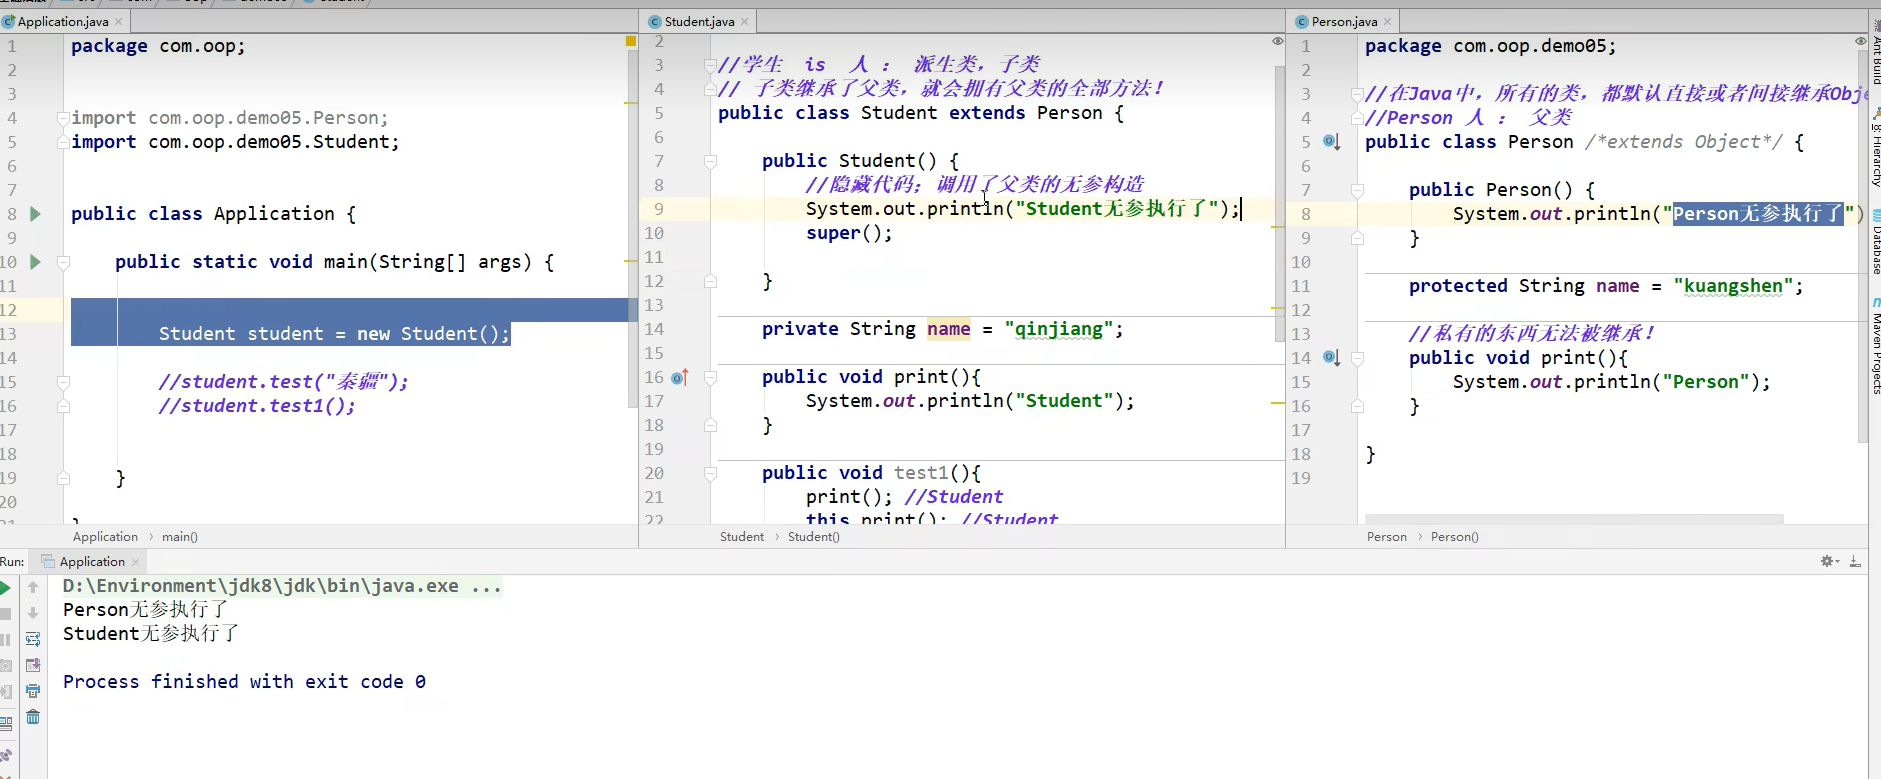 Application.java
Student.java
Person.java
1 package com.oop;
2
3
4 import com.oop.demo05.Person;
5 import com.oop.demo05.Student;
6
7
8 public class Application {
9
10 public static void main(String[] args) {
11
12
13 Student student = new Student();
14
15 //student.test("秦疆");
16 //student.test1();
17
18
19 }
20
Application › main()
2
3 //学生 is 人 : 派生类, 子类
4 // 子类继承了父类, 就会拥有父类的全部方法!
5 public class Student extends Person {
6
7 public Student() {
8 //隐藏代码; 调用了父类的无参构造
9 System.out.println("Student无参执行了");
10 super();
11
12 }
13
14 private String name = "qinjiang";
15
16 public void print(){
17 System.out.println("Student");
18 }
19
20 public void test1(){
21 print(); //Student
22 this.print(); //Student
Student › Student()
1 package com.oop.demo05;
2
3 //在Java中, 所有的类, 都默认直接或者间接继承Obje
4 //Person 人 : 父类
5 public class Person /*extends Object*/ {
6
7 public Person() {
8 System.out.println("Person无参执行了")
9 }
10
11 protected String name = "kuangshen";
12
13 //私有的东西无法被继承!
14 public void print(){
15 System.out.println("Person");
16 }
17
18 }
19
Person › Person()
Ant Build
Hierarchy
Database
Maven Projects
Run: Application
D:\Environment\jdk8\jdk\bin\java.exe ...
Person无参执行了
Student无参执行了
Process finished with exit code 0